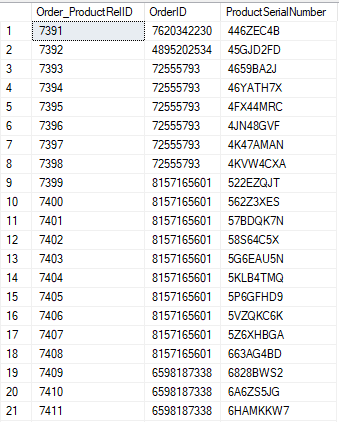 Order_ProductRelID OrderID ProductSerialNumber
1 7391 7620342230 446ZEC4B
2 7392 4895202534 45GJD2FD
3 7393 72555793 4659BA2J
4 7394 72555793 46YATH7X
5 7395 72555793 4FX44MRC
6 7396 72555793 4JN48GVF
7 7397 72555793 4K47AMAN
8 7398 72555793 4KVW4CXA
9 7399 8157165601 522EZQJT
10 7400 8157165601 562Z3XES
11 7401 8157165601 57BDQK7N
12 7402 8157165601 58S64C5X
13 7403 8157165601 5G6EAU5N
14 7404 8157165601 5KLB4TMQ
15 7405 8157165601 5P6GFHD9
16 7406 8157165601 5VZQKC6K
17 7407 8157165601 5Z6XHBGA
18 7408 8157165601 663AG4BD
19 7409 6598187338 6828BWS2
20 7410 6598187338 6A6ZS5JG
21 7411 6598187338 6HAMKKW7